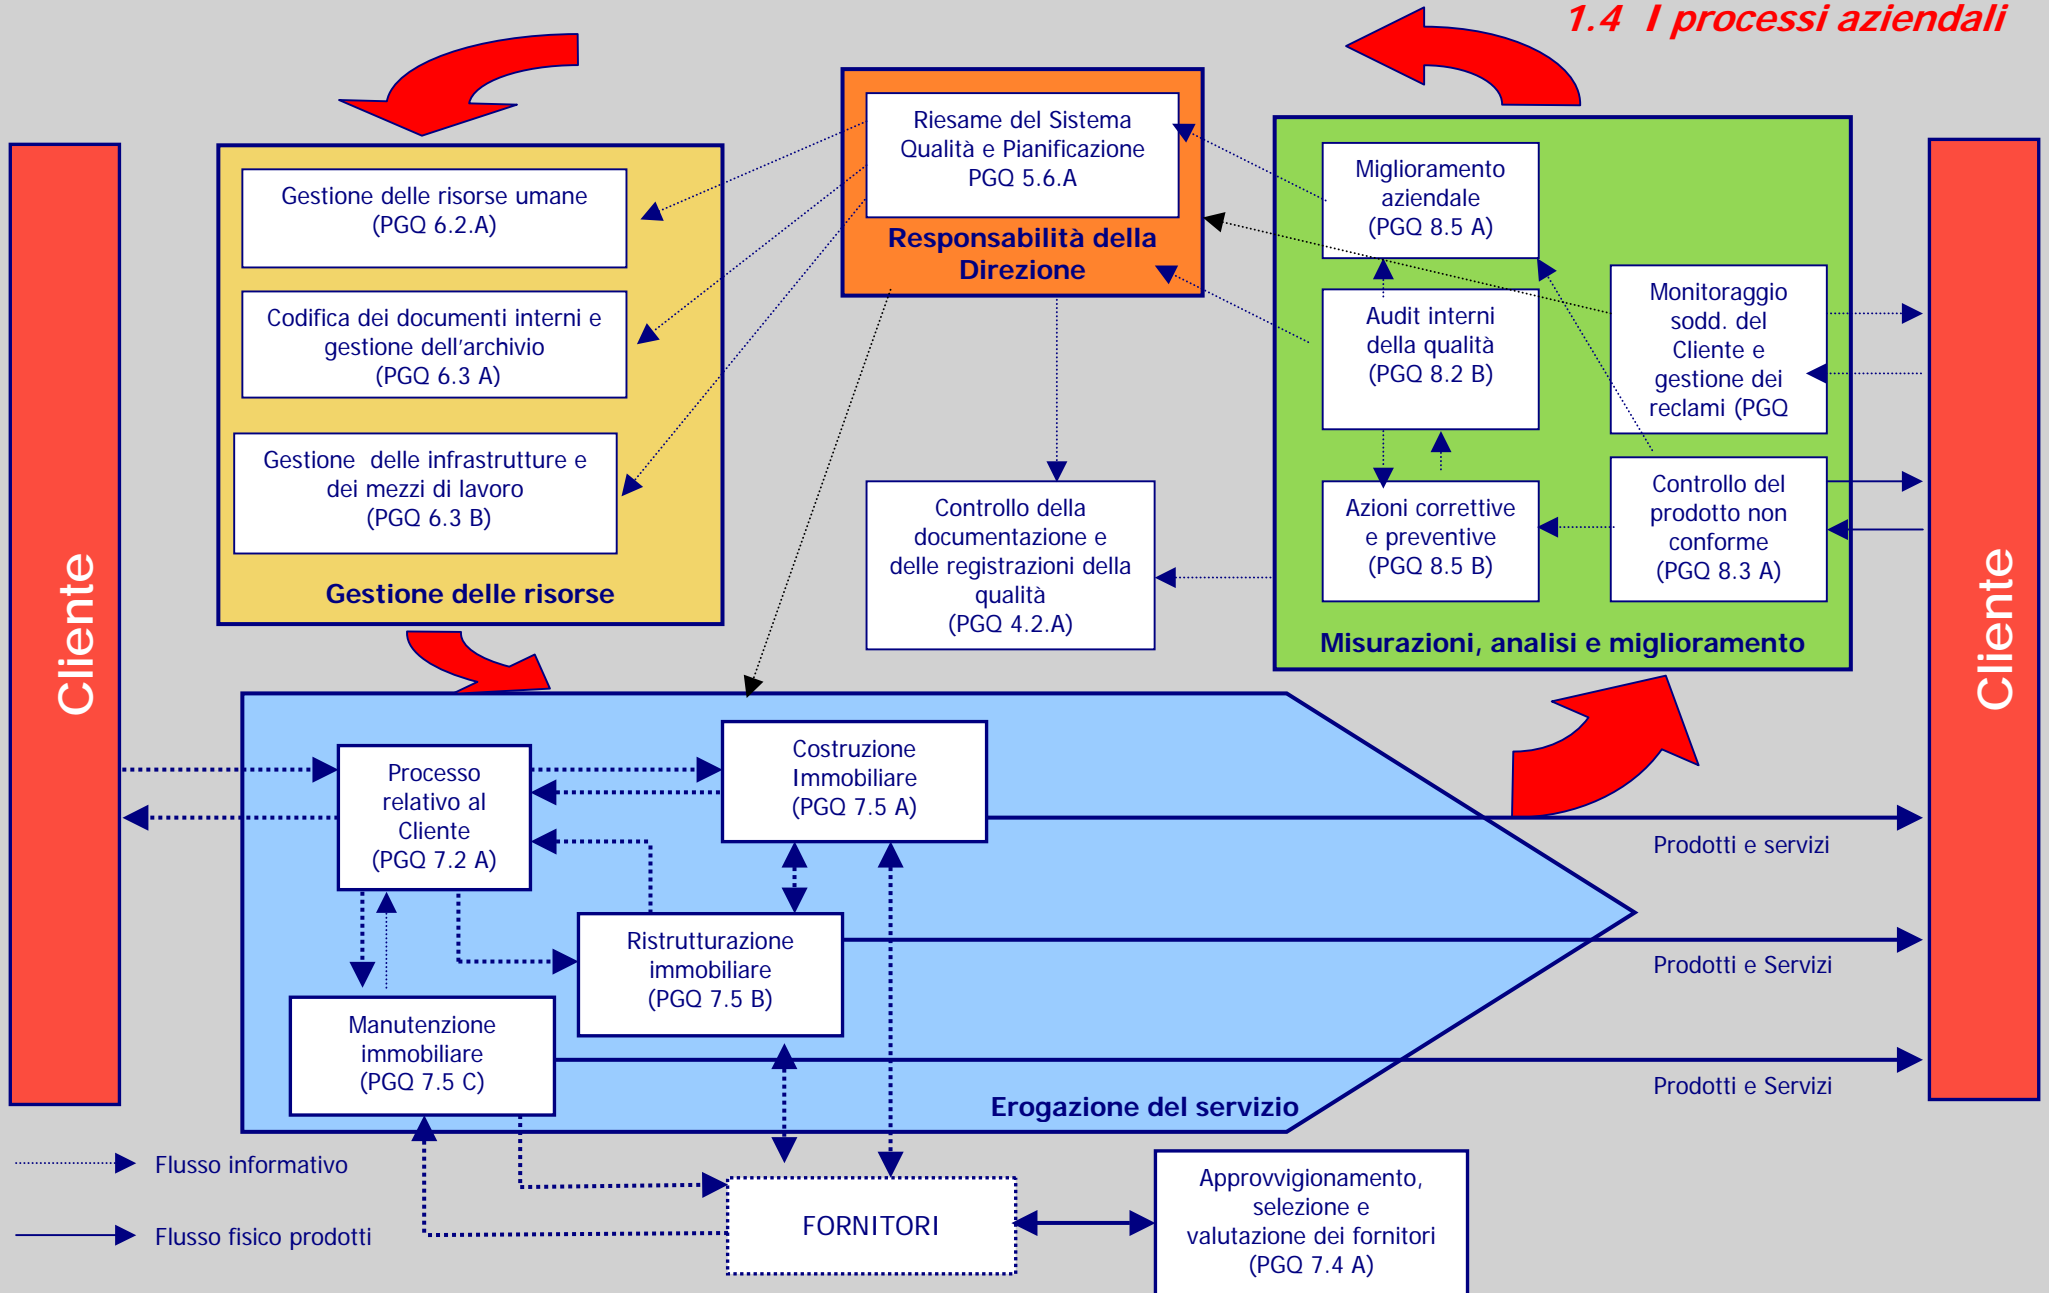 1.4 I processi aziendali
Cliente
Gestione delle risorse umane
(PGQ 6.2.A)
Codifica dei documenti interni e
gestione dell'archivio
(PGQ 6.3 A)
Gestione delle infrastrutture e
dei mezzi di lavoro
(PGQ 6.3 B)
Gestione delle risorse
Riesame del Sistema
Qualità e Pianificazione
PGQ 5.6.A
Responsabilità della
Direzione
Controllo della
documentazione e
delle registrazioni della
qualità
(PGQ 4.2.A)
Miglioramento
aziendale
(PGQ 8.5 A)
Audit interni
della qualità
(PGQ 8.2 B)
Azioni correttive
e preventive
(PGQ 8.5 B)
Monitoraggio
sodd. del
Cliente e
gestione dei
reclami (PGQ
Controllo del
prodotto non
conforme
(PGQ 8.3 A)
Misurazioni, analisi e miglioramento
Cliente
Processo
relativo al
Cliente
(PGQ 7.2 A)
Costruzione
Immobiliare
(PGQ 7.5 A)
Ristrutturazione
immobiliare
(PGQ 7.5 B)
Manutenzione
immobiliare
(PGQ 7.5 C)
Erogazione del servizio
Prodotti e servizi
Prodotti e Servizi
Prodotti e Servizi
Flusso informativo
Flusso fisico prodotti
FORNITORI
Approvvigionamento,
selezione e
valutazione dei fornitori
(PGQ 7.4 A)